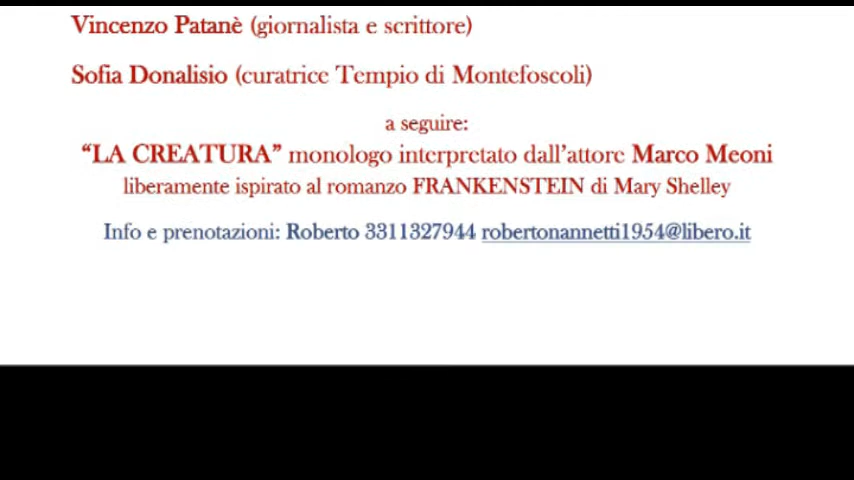 Vincenzo Patanè (giornalista e scrittore)
Sofia Donalisio (curatrice Tempio di Montefoscoli)
a seguire:
“LA CREATURA” monologo interpretato dall’attore Marco Meoni
liberamente ispirato al romanzo FRANKENSTEIN di Mary Shelley
Info e prenotazioni: Roberto 3311327944 robertonannetti1954@libero.it